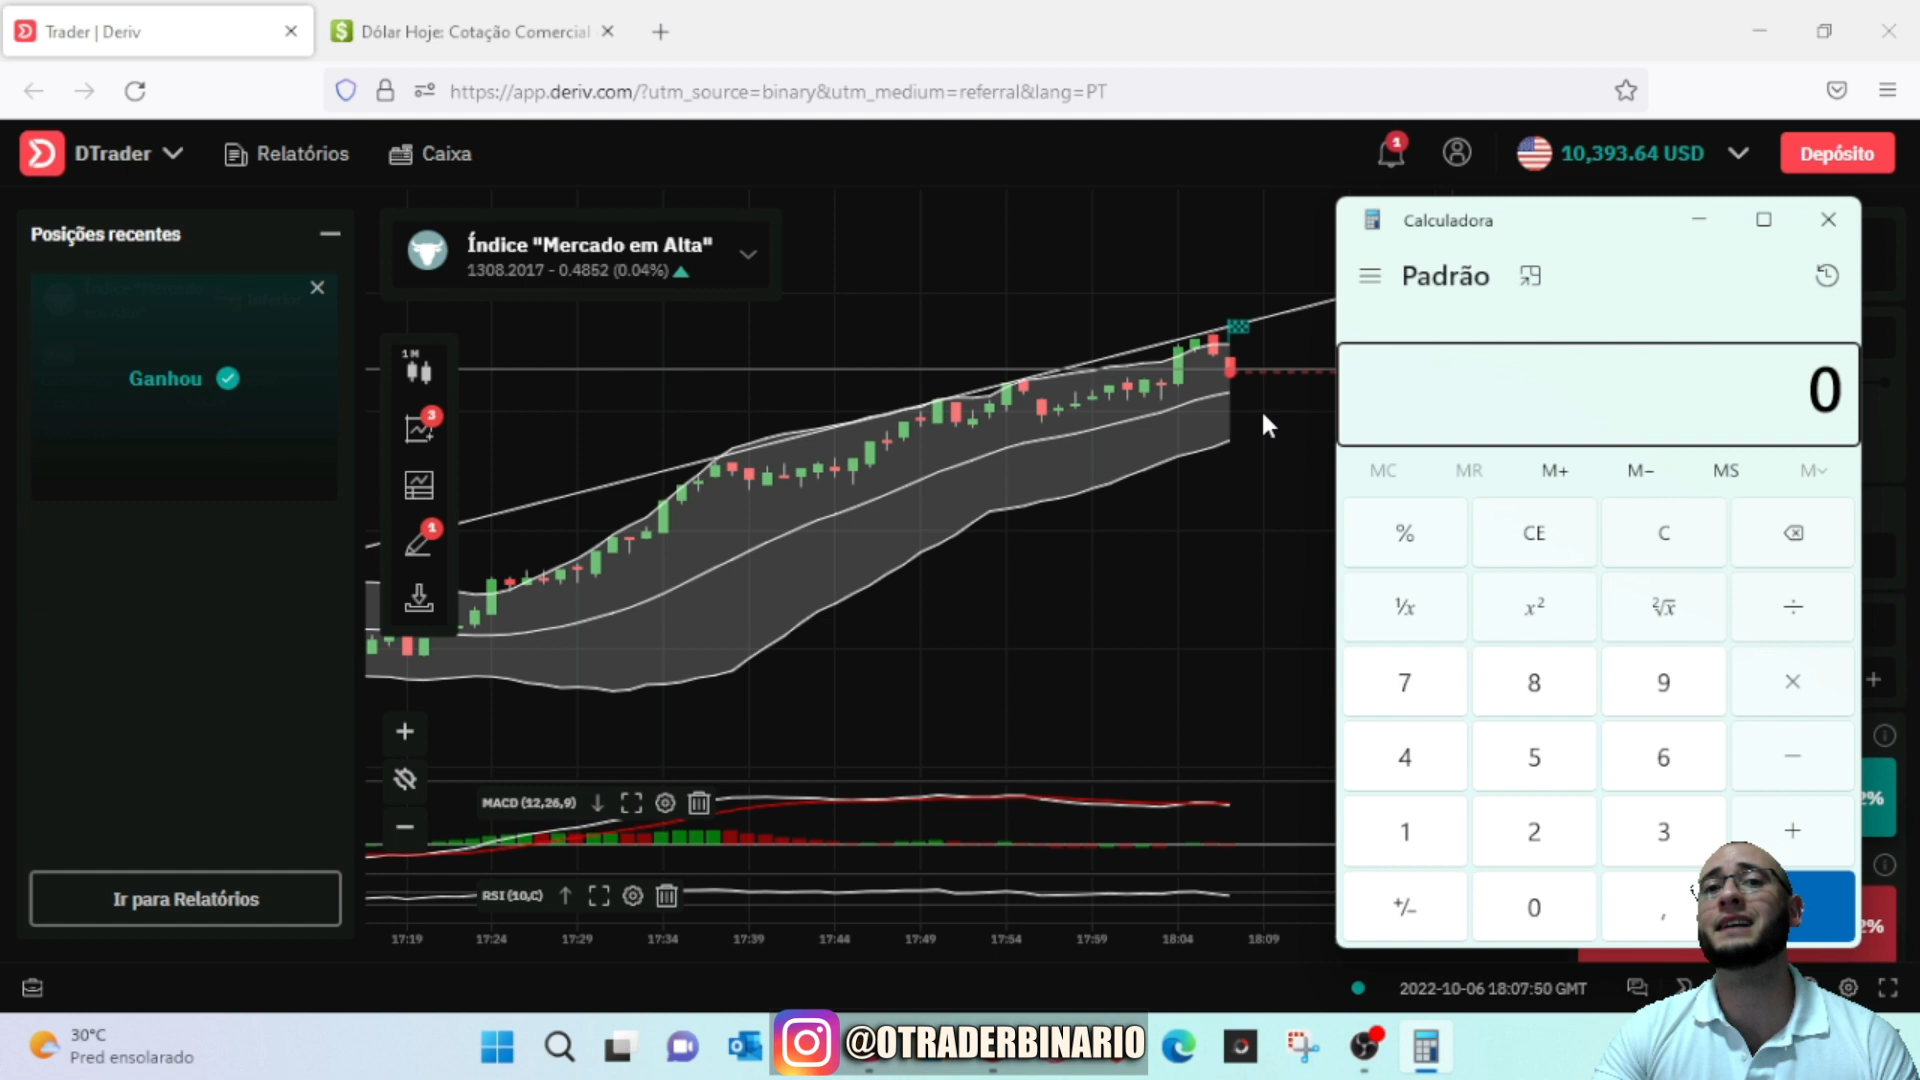 Trader | Deriv
Dólar Hoje: Cotação Comercial
https://app.deriv.com/?utm_source=binary&utm_medium=referral&lang=PT
DTrader
Relatórios
Caixa
1
10,393.64 USD
Depósito
Posições recentes
Ganhou
Ir para Relatórios
Índice "Mercado em Alta"
1308.2017 - 0.4852 (0.04%)
1M
3
1
MACD (12,26,9)
RSI (10,C)
17:19
17:24
17:29
17:34
17:39
17:44
17:49
17:54
17:59
18:04
18:09
Calculadora
Padrão
0
MC MR M+ M− MS M
% CE C
¹/x x² ²√x ÷
7 8 9 ×
4 5 6 −
1 2 3 +
+/− 0 ,
2%
2%
2022-10-06 18:07:50 GMT
30°C
Pred ensolarado
@OTRADERBINARIO